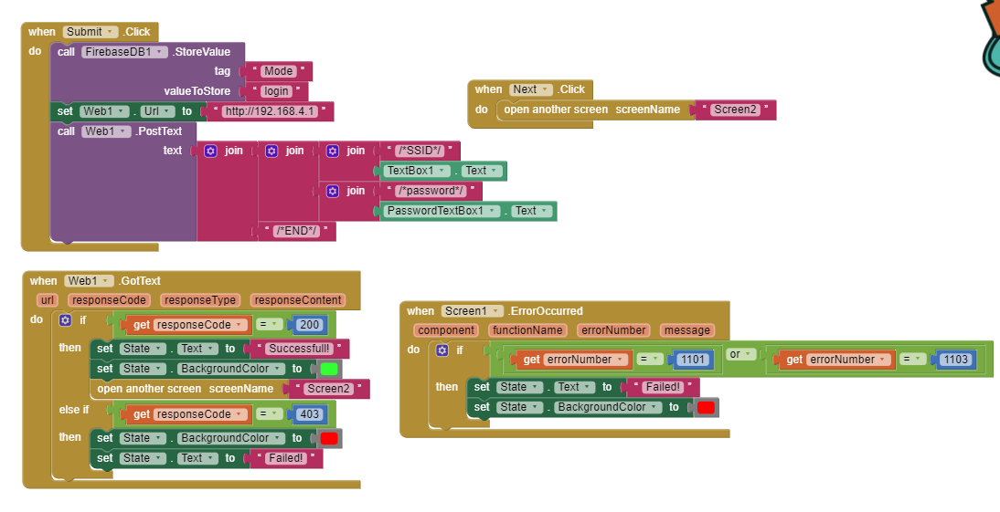 when Submit .Click
do call FirebaseDB1 .StoreValue
tag " Mode "
valueToStore " login "
set Web1 . Url to " http://192.168.4.1 "
call Web1 .PostText
text join join join " /*SSID*/ "
TextBox1 . Text
join " /*password*/ "
PasswordTextBox1 . Text
" /*END*/ "
when Next .Click
do open another screen screenName " Screen2 "
when Web1 .GotText
url responseCode responseType responseContent
do if get responseCode = 200
then set State . Text to " Successfull! "
set State . BackgroundColor to
open another screen screenName " Screen2 "
else if get responseCode = 403
then set State . BackgroundColor to
set State . Text to " Failed! "
when Screen1 .ErrorOccurred
component functionName errorNumber message
do if get errorNumber = 1101 or get errorNumber = 1103
then set State . Text to " Failed! "
set State . BackgroundColor to